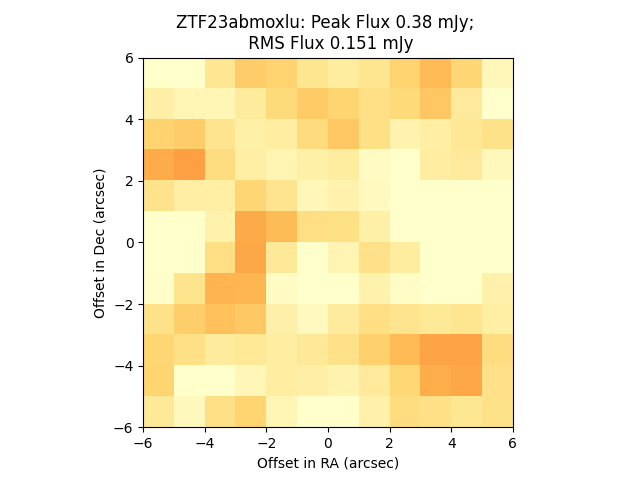 ZTF23abmoxlu: Peak Flux 0.38 mJy;
RMS Flux 0.151 mJy
6
4
2
0
−2
−4
−6
Offset in Dec (arcsec)
−6 −4 −2 0 2 4 6
Offset in RA (arcsec)